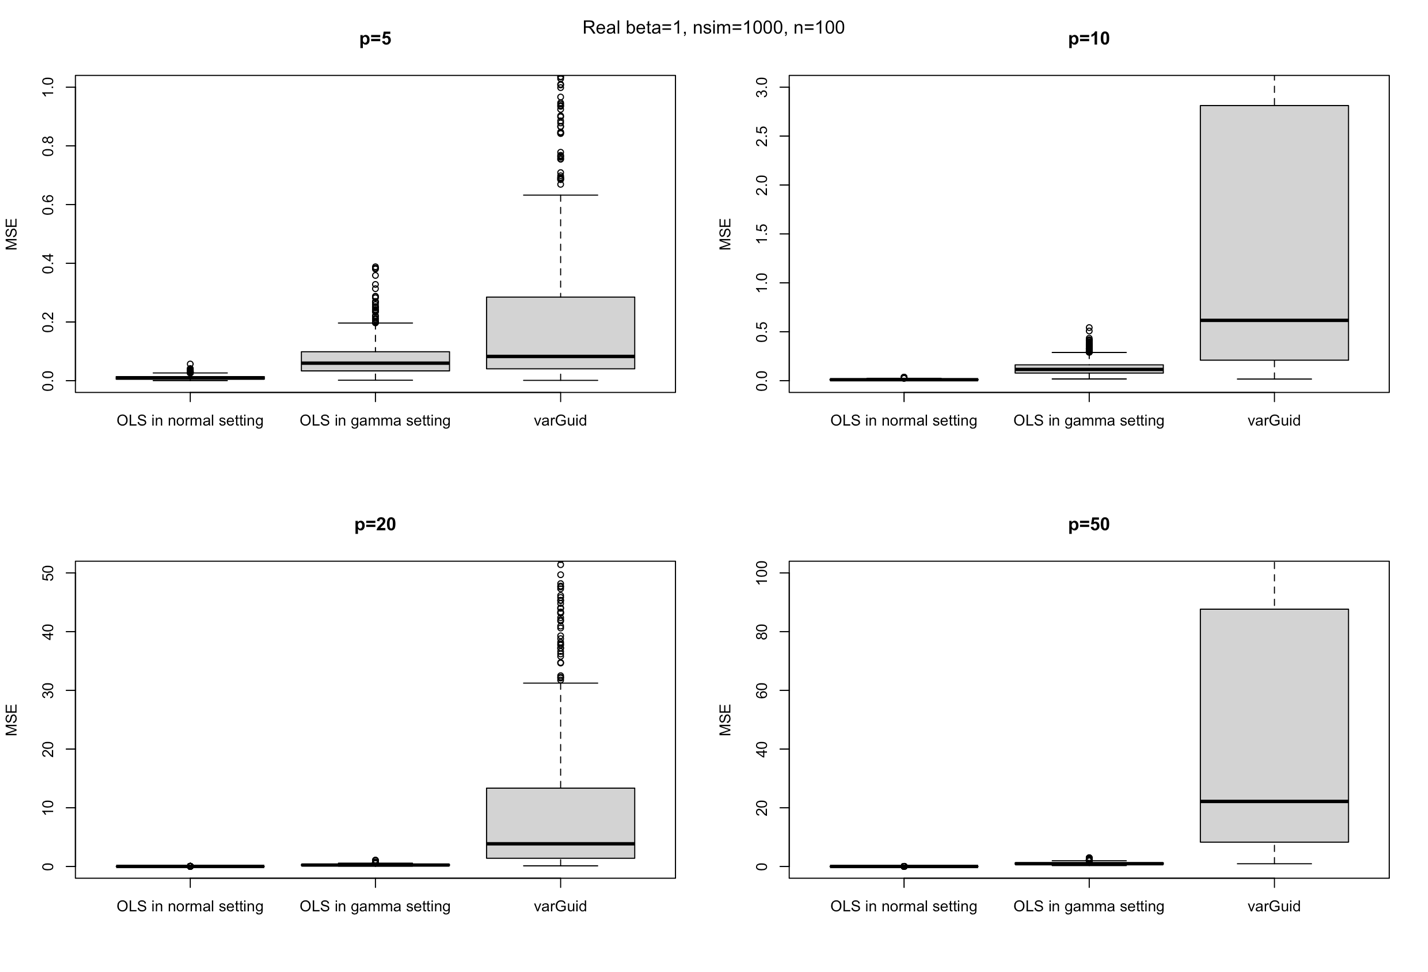 Real beta=1, nsim=1000, n=100
p=5
MSE
1.0
0.8
0.6
0.4
0.2
0.0
OLS in normal setting
OLS in gamma setting
varGuid
p=10
MSE
3.0
2.5
2.0
1.5
1.0
0.5
0.0
OLS in normal setting
OLS in gamma setting
varGuid
p=20
MSE
50
40
30
20
10
0
OLS in normal setting
OLS in gamma setting
varGuid
p=50
MSE
100
80
60
40
20
0
OLS in normal setting
OLS in gamma setting
varGuid